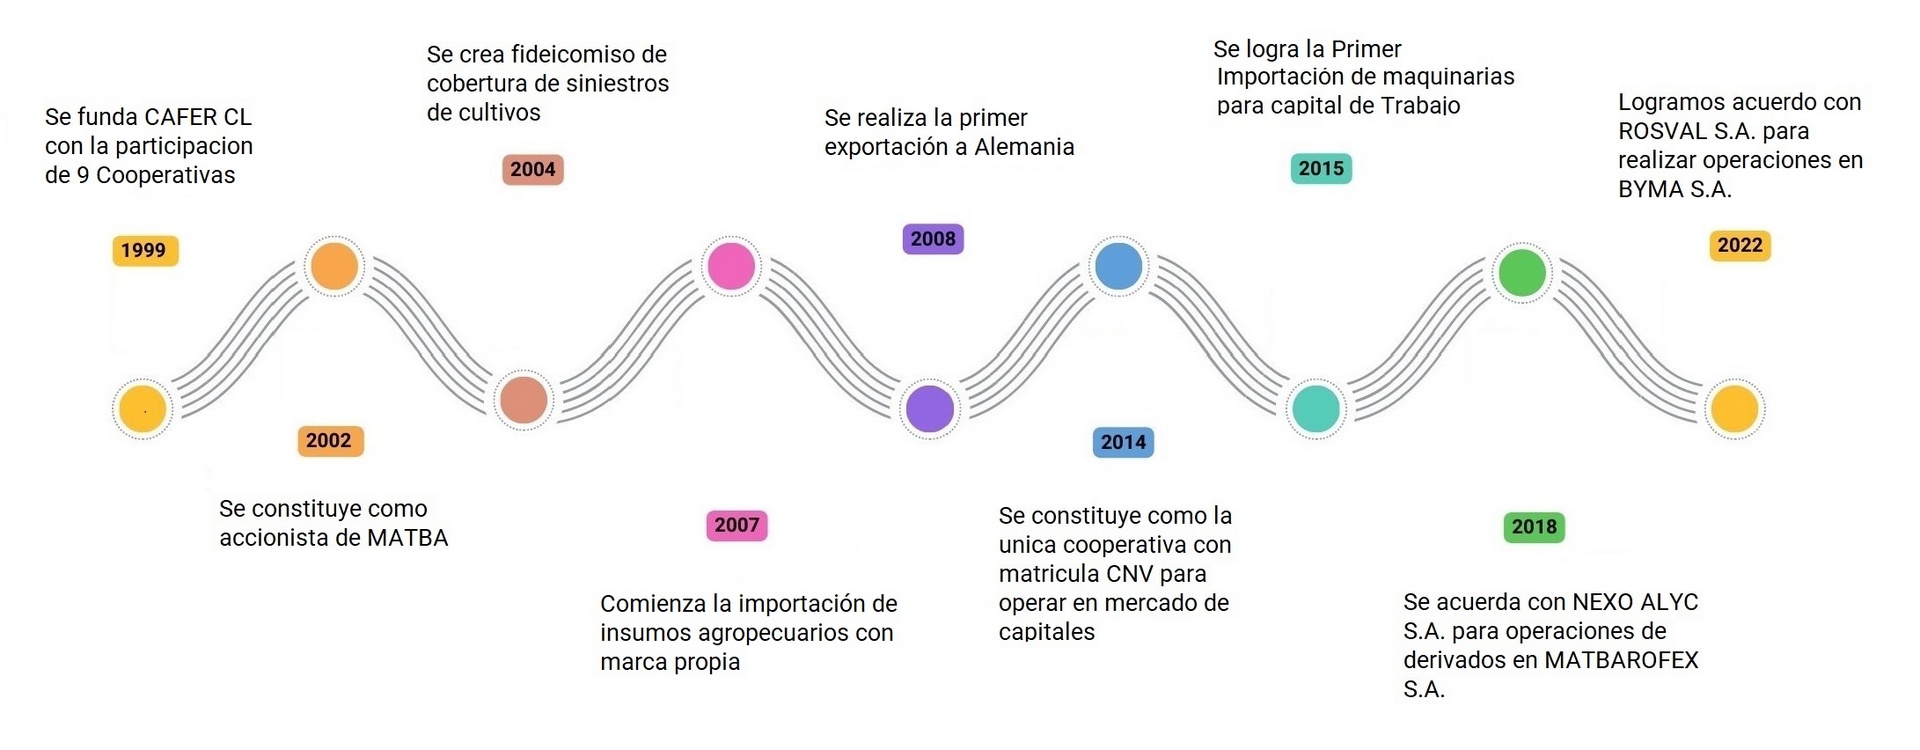 Se funda CAFER CL
con la participacion
de 9 Cooperativas
1999
2002
Se constituye como
accionista de MATBA
Se crea fideicomiso de
cobertura de siniestros
de cultivos
2004
2007
Comienza la importación de
insumos agropecuarios con
marca propia
Se realiza la primer
exportación a Alemania
2008
2014
Se constituye como la
unica cooperativa con
matricula CNV para
operar en mercado de
capitales
Se logra la Primer
Importación de maquinarias
para capital de Trabajo
2015
2018
Se acuerda con NEXO ALYC
S.A. para operaciones de
derivados en MATBAROFEX
S.A.
Logramos acuerdo con
ROSVAL S.A. para
realizar operaciones en
BYMA S.A.
2022